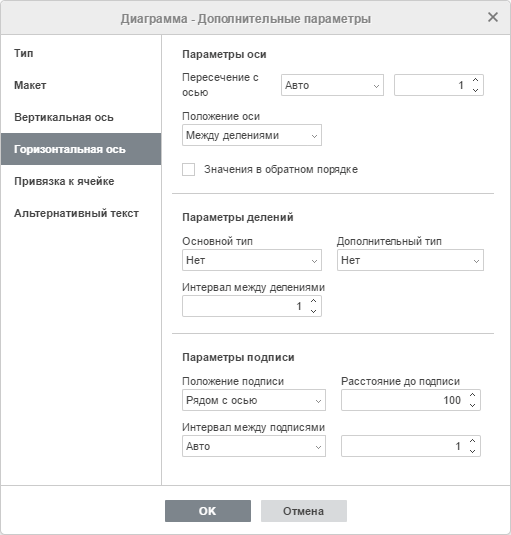 Диаграмма - Дополнительные параметры
Тип
Макет
Вертикальная ось
Горизонтальная ось
Привязка к ячейке
Альтернативный текст
Параметры оси
Пересечение с осью Авто 1
Положение оси
Между делениями
Значения в обратном порядке
Параметры делений
Основной тип Дополнительный тип
Нет Нет
Интервал между делениями
1
Параметры подписи
Положение подписи Расстояние до подписи
Рядом с осью 100
Интервал между подписями
Авто 1
OK Отмена